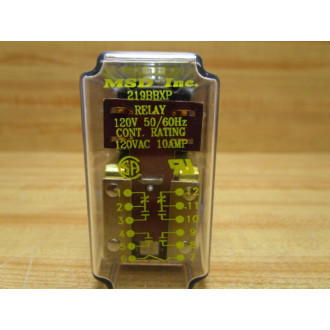 MSD Inc.
219BBXP
RELAY
120V 50/60Hz
CONT. RATING
120VAC 10AMP
1 12
2 11
3 10
4 9
5 8
6 7